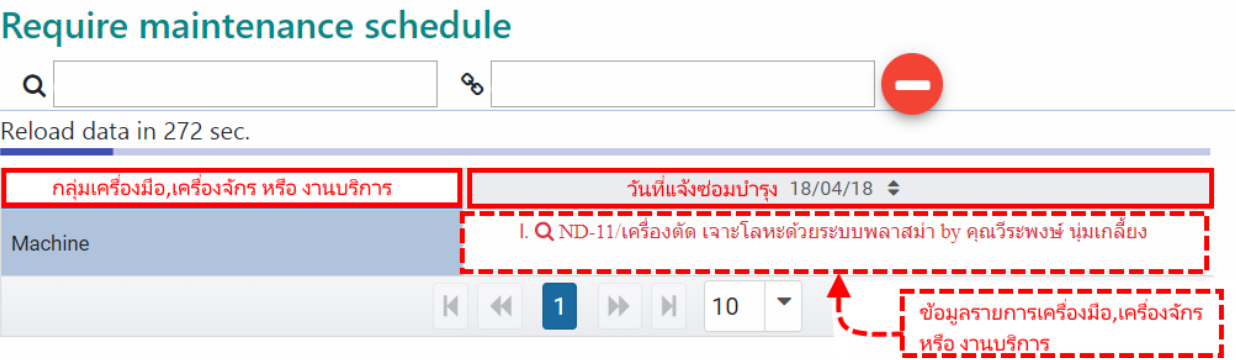 Require maintenance schedule
Reload data in 272 sec.
กลุ่มเครื่องมือ,เครื่องจักร หรือ งานบริการ
วันที่แจ้งซ่อมบำรุง 18/04/18
Machine
I. ND-11/เครื่องตัด เจาะโลหะด้วยระบบพลาสม่า by คุณวีระพงษ์ นุ่มเกลี้ยง
1
10
ข้อมูลรายการเครื่องมือ,เครื่องจักร
หรือ งานบริการ